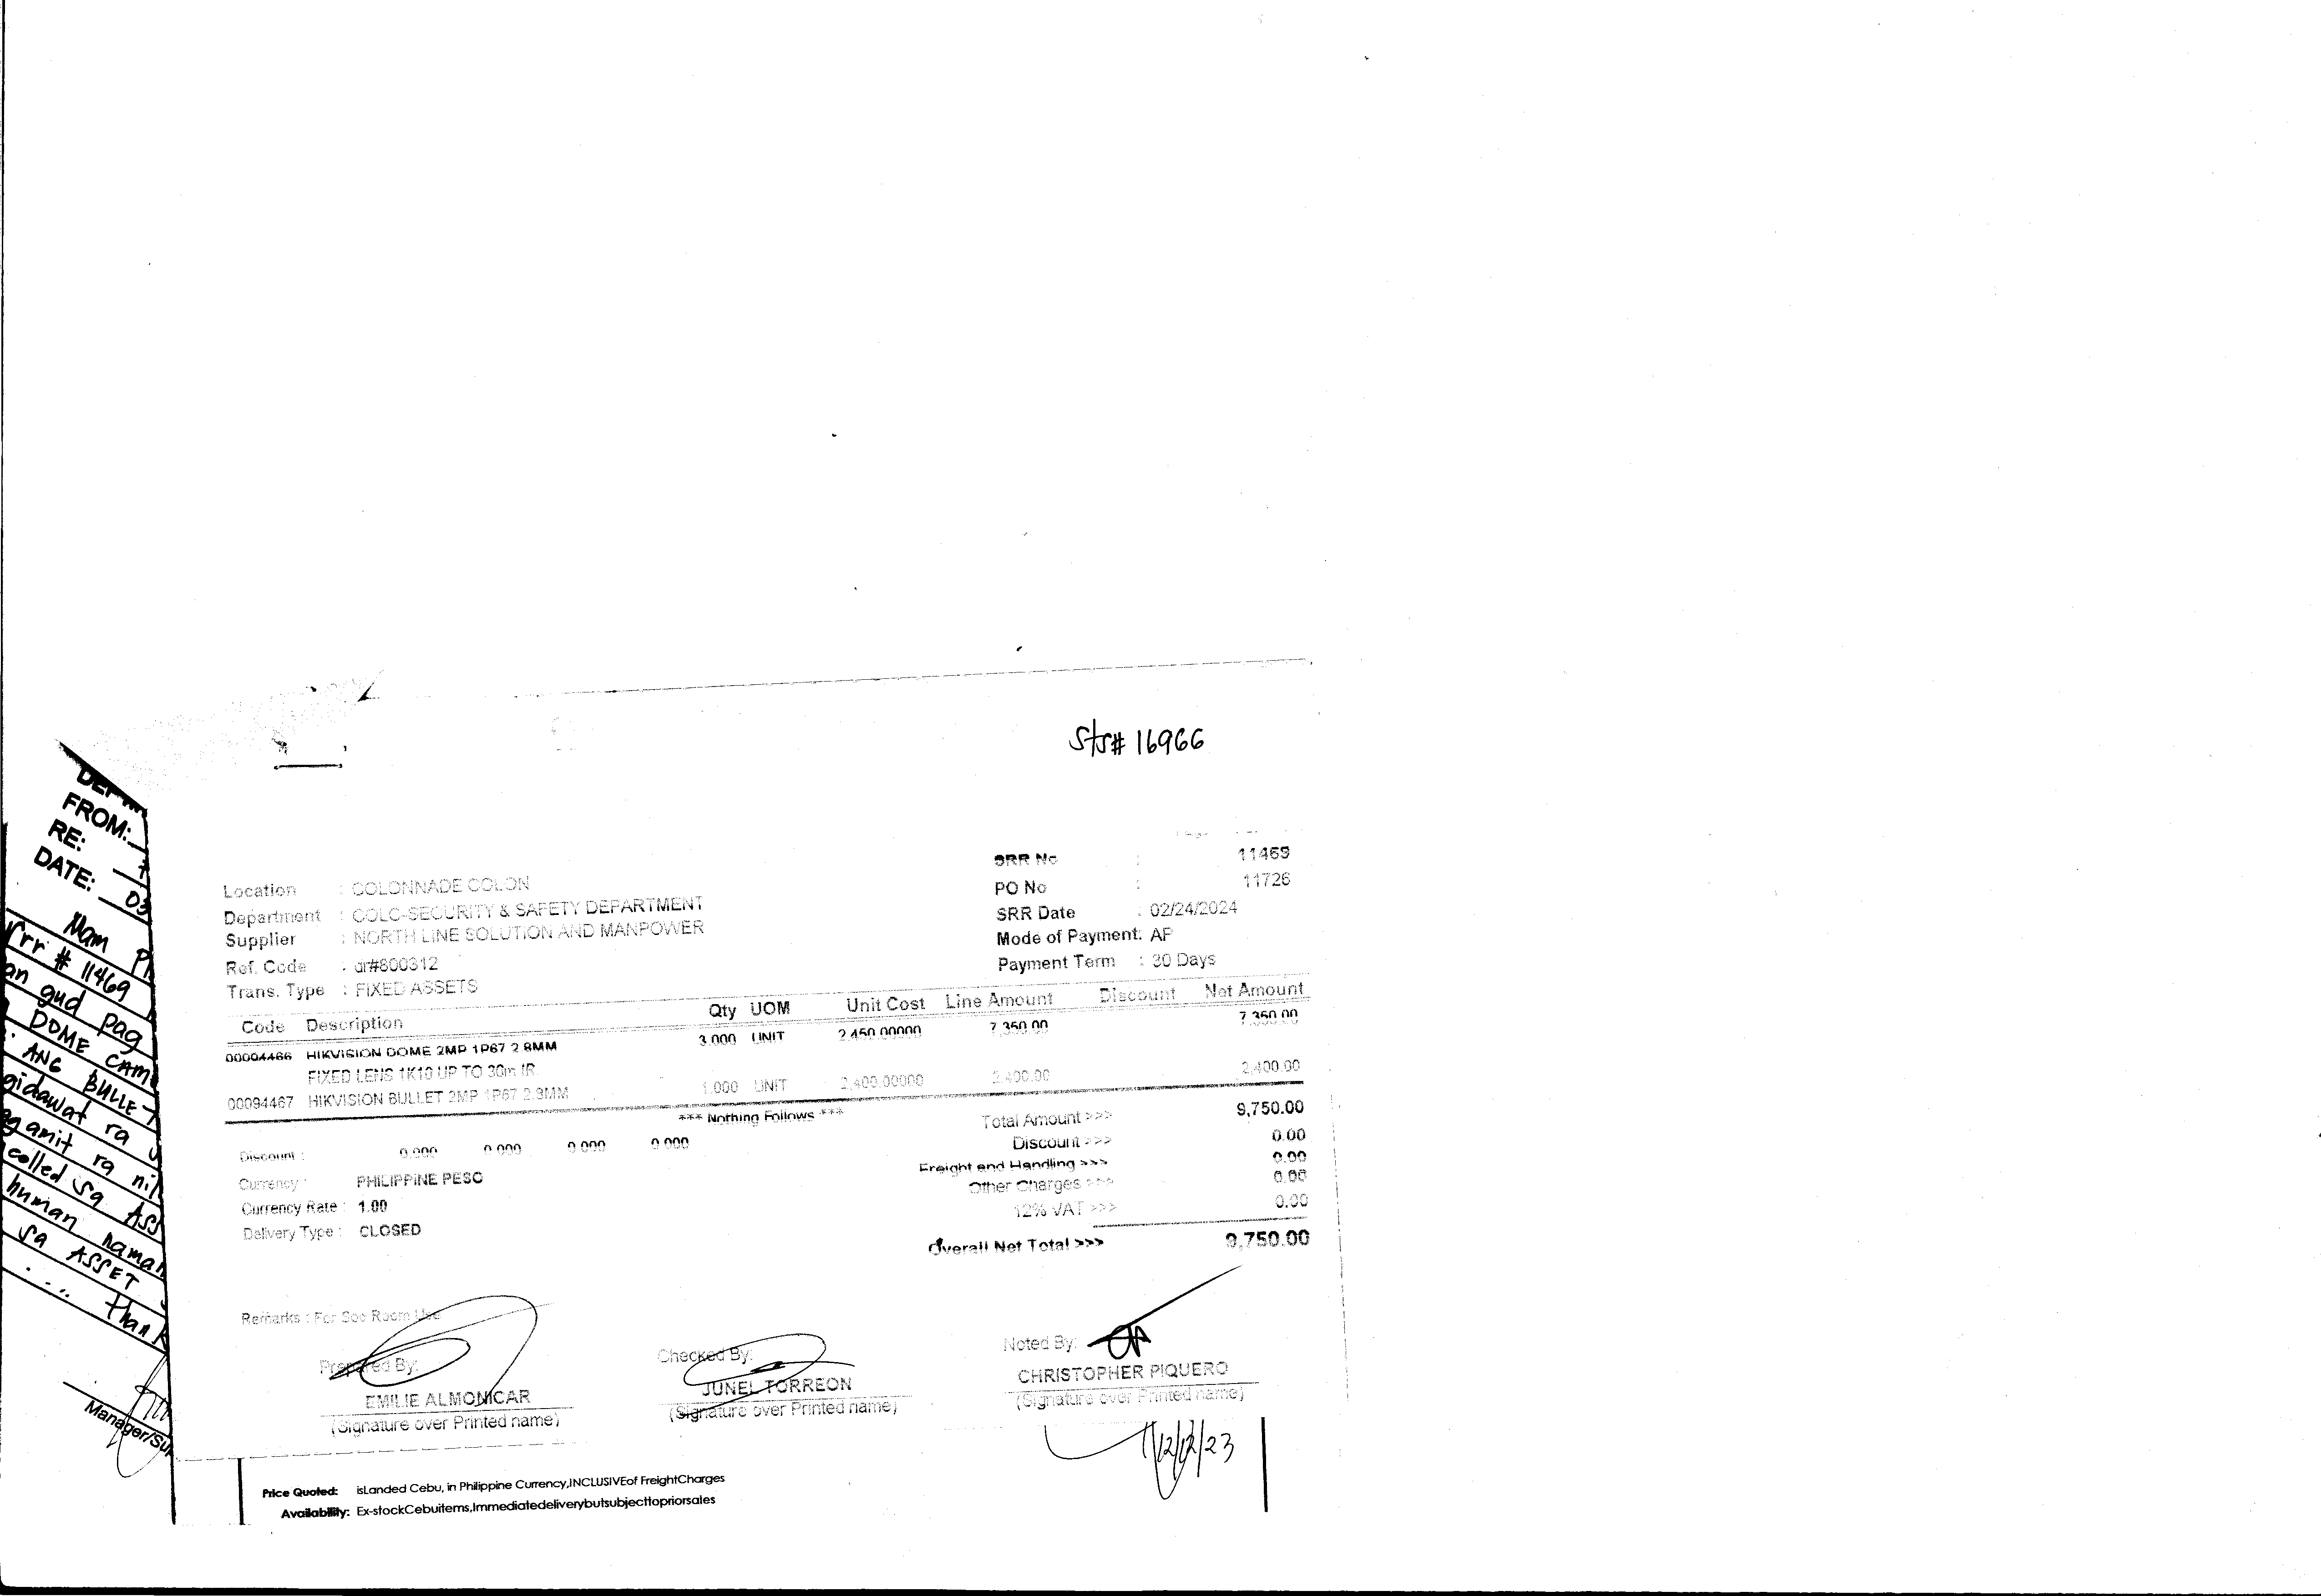 Sts# 16966
FROM:
RE:
DATE: 03
Mam
Srr # 11469
an gud pag
DOME CAM
ANG BULLET
gidawat ra
gamit ra
sa
human naman
sa ASSET
.... thank
Manager/Su
SRR No : 11469
PO No : 11726
SRR Date : 02/24/2024
Mode of Payment: AP
Payment Term : 30 Days
Location : COLONNADE COLON
Department : COLC-SECURITY & SAFETY DEPARTMENT
Supplier : NORTH LINE SOLUTION AND MANPOWER
Ref. Code : dr#800312
Trans. Type : FIXED ASSETS
Code Description Qty UOM Unit Cost Line Amount Discount Net Amount
00094466 HIKVISION DOME 2MP 1P67 2.8MM 3.000 UNIT 2,450.00000 7,350.00 7,350.00
FIXED LENS 1K10 UP TO 30m IR
00094467 HIKVISION BULLET 2MP 1P67 2.8MM 1.000 UNIT 2,400.00000 2,400.00 2,400.00
*** Nothing Follows ***
Total Amount >>> 9,750.00
Discount : 0.000 0.000 0.000 0.000
Discount >>> 0.00
Freight and Handling >>> 0.00
Currency : PHILIPPINE PESO
Other Charges >>> 0.00
Currency Rate : 1.00
12% VAT >>> 0.00
Delivery Type : CLOSED
Overall Net Total >>> 9,750.00
Remarks : For Soc Room Use
Prepared By:
EMILIE ALMONICAR
(Signature over Printed name)
Checked By:
JUNEL TORREON
(Signature over Printed name)
Noted By:
CHRISTOPHER PIQUERO
(Signature over Printed name)
12/12/23
Price Quoted: isLanded Cebu, in Philippine Currency,INCLUSIVEof FreightCharges
Availability: Ex-stockCebuitems,Immediatedeliverybutsubjecttopriorsales